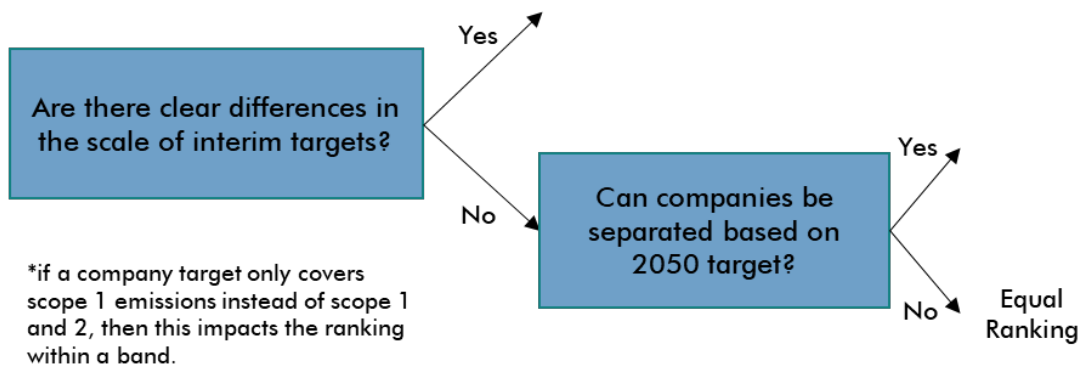 Yes
Are there clear differences in
the scale of interim targets?
No
Can companies be
separated based on
2050 target?
Yes
No
Equal
Ranking
*if a company target only covers
scope 1 emissions instead of scope 1
and 2, then this impacts the ranking
within a band.